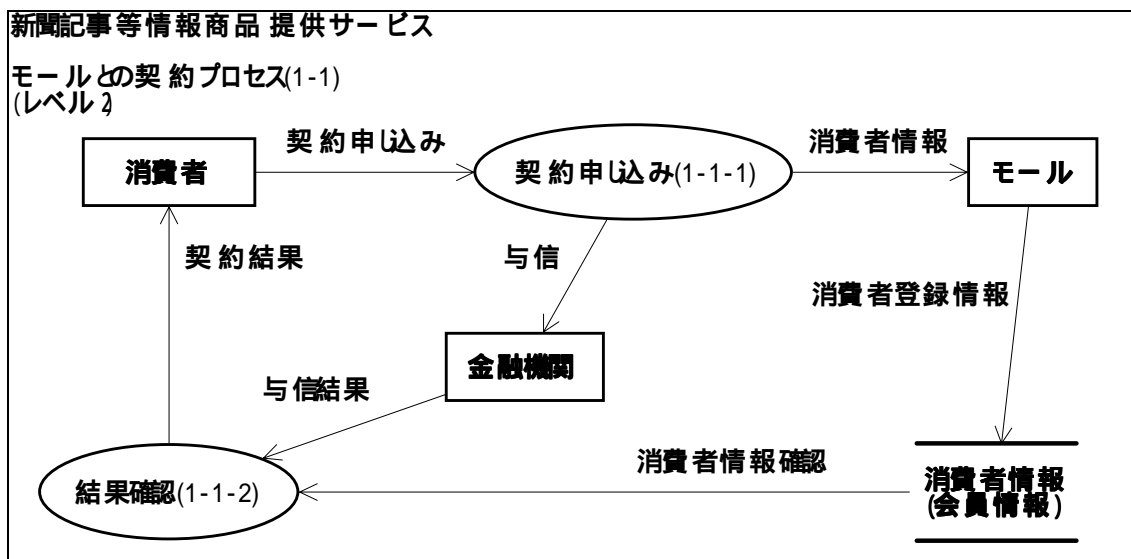 新聞記事等情報商品提供サービス
モールとの契約プロセス(1-1)
(レベル2)
契約申し込み
消費者情報
消費者
契約申し込み(1-1-1)
モール
契約結果
与信
消費者登録情報
金融機関
与信結果
消費者情報確認
結果確認(1-1-2)
消費者情報
(会員情報)